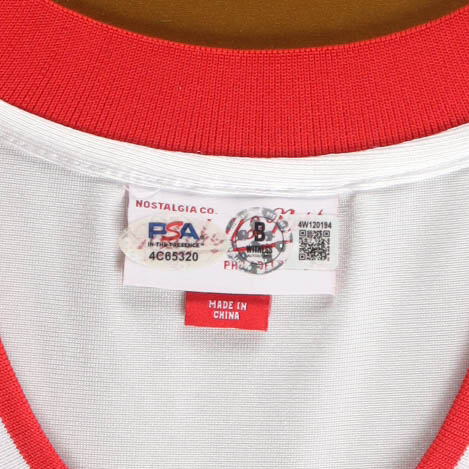 NOSTALGIA CO.
PSA
IN-THE-PRESENCE
4C65320
B
WITNESS
4W120194
MADE IN
CHINA